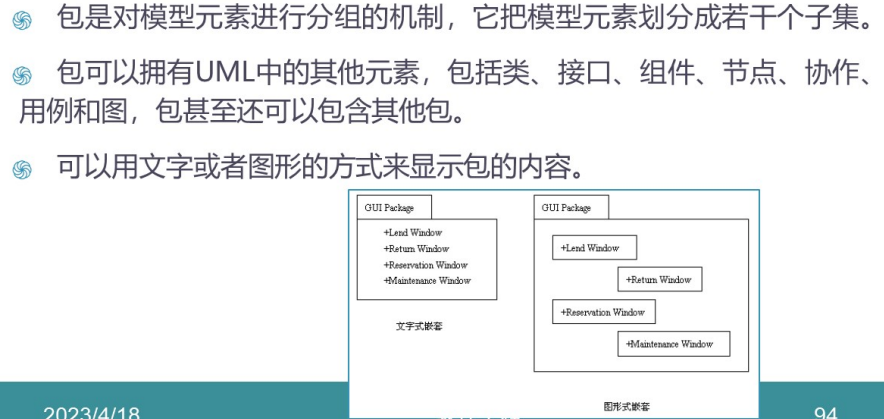 包是对模型元素进行分组的机制，它把模型元素划分成若干个子集。
包可以拥有UML中的其他元素，包括类、接口、组件、节点、协作、
用例和图，包甚至还可以包含其他包。
可以用文字或者图形的方式来显示包的内容。
GUI Package
+Lend Window
+Return Window
+Reservation Window
+Maintenance Window
文字式嵌套
GUI Package
+Lend Window
+Return Window
+Reservation Window
+Maintenance Window
图形式嵌套
2023/4/18
94